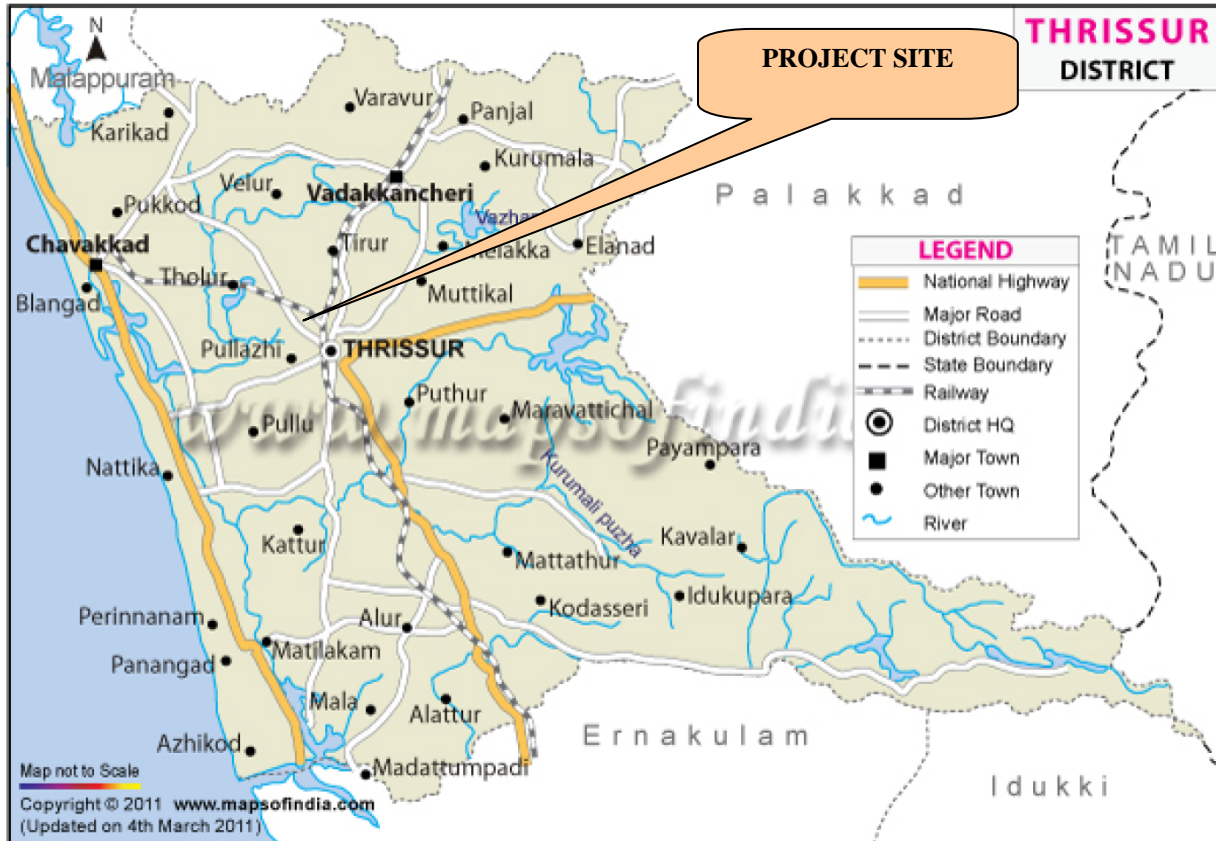 THRISSUR
DISTRICT
PROJECT SITE
N
Malappuram
Varavur
Panjal
Karikad
Kurumala
Velur
Vadakkancheri
Palakkad
Pukkod
Chavakkad
Tirur
Elanad
TAMIL
NADU
Tholur
Blangad
Muttikal
Pullazhi
THRISSUR
Puthur
Maravattichal
Pullu
www.mapsofindia
Payampara
Nattika
Kurumali puzha
Kattur
Mattathur
Kavalar
Kodasseri
Idukupara
Perinnanam
Alur
Matilakam
Panangad
Mala
Alattur
Azhikod
Madattumpadi
Ernakulam
Idukki
LEGEND
National Highway
Major Road
District Boundary
State Boundary
Railway
District HQ
Major Town
Other Town
River
Map not to Scale
Copyright © 2011 www.mapsofindia.com
(Updated on 4th March 2011)